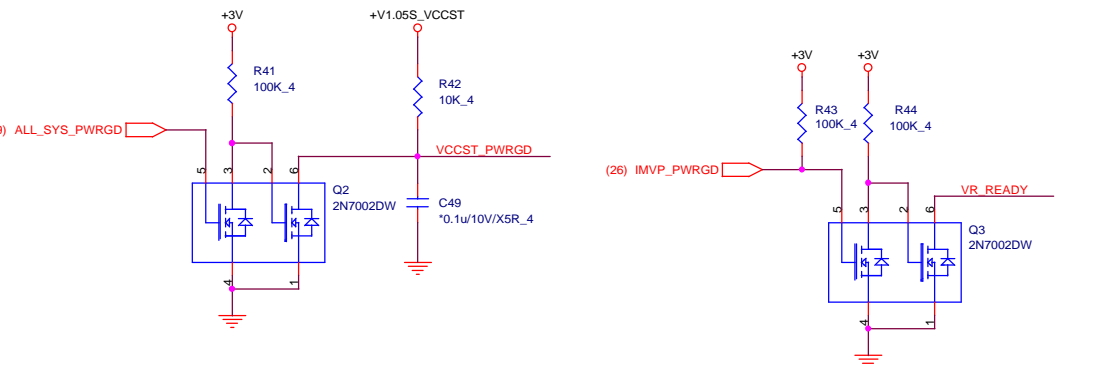 +3V
+V1.05S_VCCST
R41
100K_4
R42
10K_4
9) ALL_SYS_PWRGD
VCCST_PWRGD
5
3
2
6
Q2
2N7002DW
C49
*0.1u/10V/X5R_4
4
1
+3V
+3V
R43
100K_4
R44
100K_4
(26) IMVP_PWRGD
VR_READY
5
3
2
6
Q3
2N7002DW
4
1